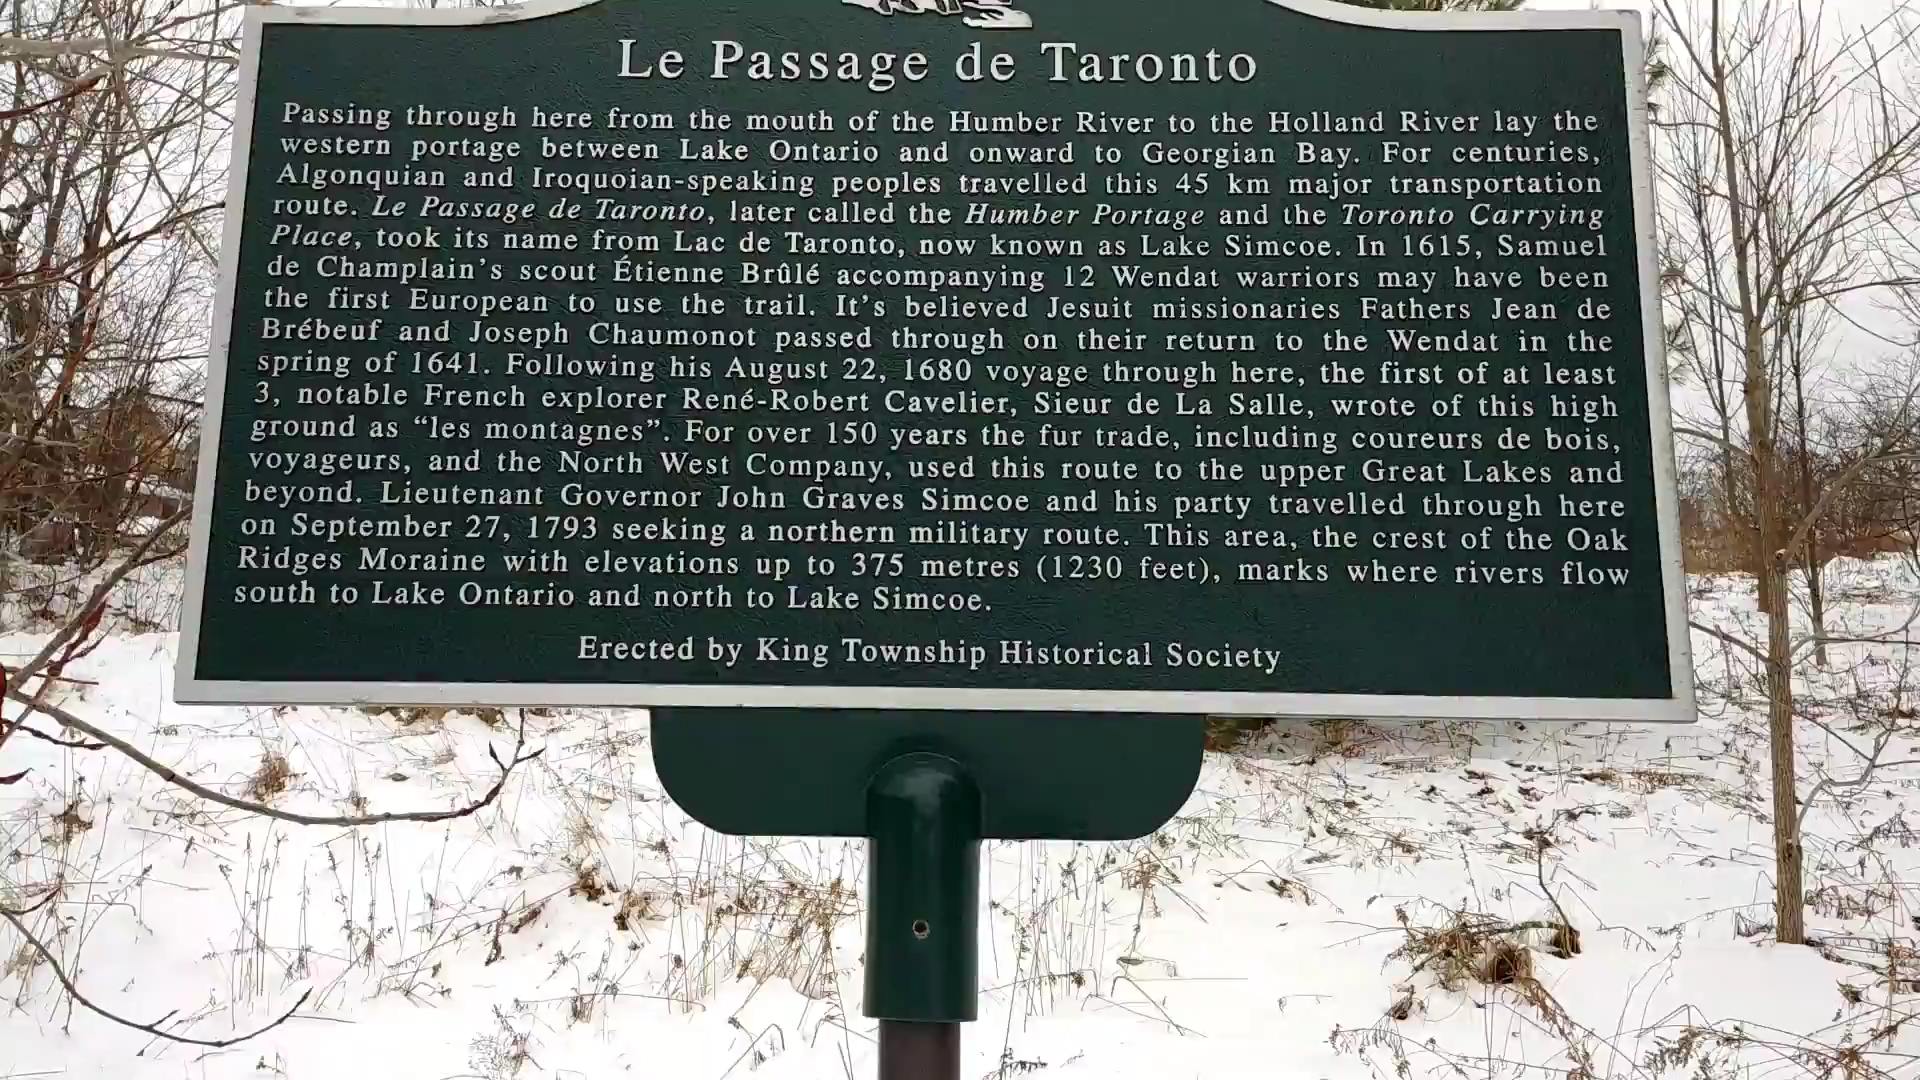 Le Passage de Taronto
Passing through here from the mouth of the Humber River to the Holland River lay the
western portage between Lake Ontario and onward to Georgian Bay. For centuries,
Algonquian and Iroquoian-speaking peoples travelled this 45 km major transportation
route. Le Passage de Taronto, later called the Humber Portage and the Toronto Carrying
Place, took its name from Lac de Taronto, now known as Lake Simcoe. In 1615, Samuel
de Champlain's scout Étienne Brûlé accompanying 12 Wendat warriors may have been
the first European to use the trail. It's believed Jesuit missionaries Fathers Jean de
Brébeuf and Joseph Chaumonot passed through on their return to the Wendat in the
spring of 1641. Following his August 22, 1680 voyage through here, the first of at least
3, notable French explorer René-Robert Cavelier, Sieur de La Salle, wrote of this high
ground as “les montagnes”. For over 150 years the fur trade, including coureurs de bois,
voyageurs, and the North West Company, used this route to the upper Great Lakes and
beyond. Lieutenant Governor John Graves Simcoe and his party travelled through here
on September 27, 1793 seeking a northern military route. This area, the crest of the Oak
Ridges Moraine with elevations up to 375 metres (1230 feet), marks where rivers flow
south to Lake Ontario and north to Lake Simcoe.
Erected by King Township Historical Society